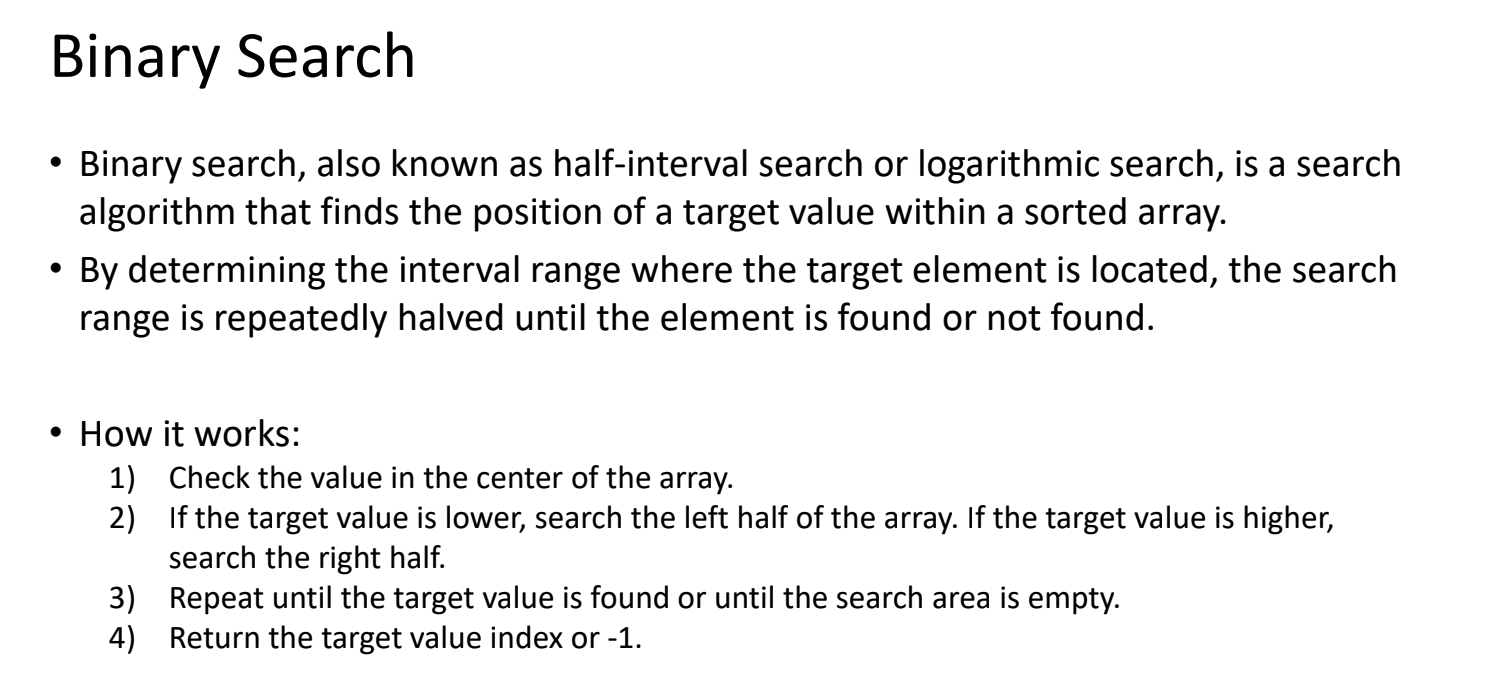 Binary Search
• Binary search, also known as half-interval search or logarithmic search, is a search
algorithm that finds the position of a target value within a sorted array.
• By determining the interval range where the target element is located, the search
range is repeatedly halved until the element is found or not found.
• How it works:
1) Check the value in the center of the array.
2) If the target value is lower, search the left half of the array. If the target value is higher,
search the right half.
3) Repeat until the target value is found or until the search area is empty.
4) Return the target value index or -1.